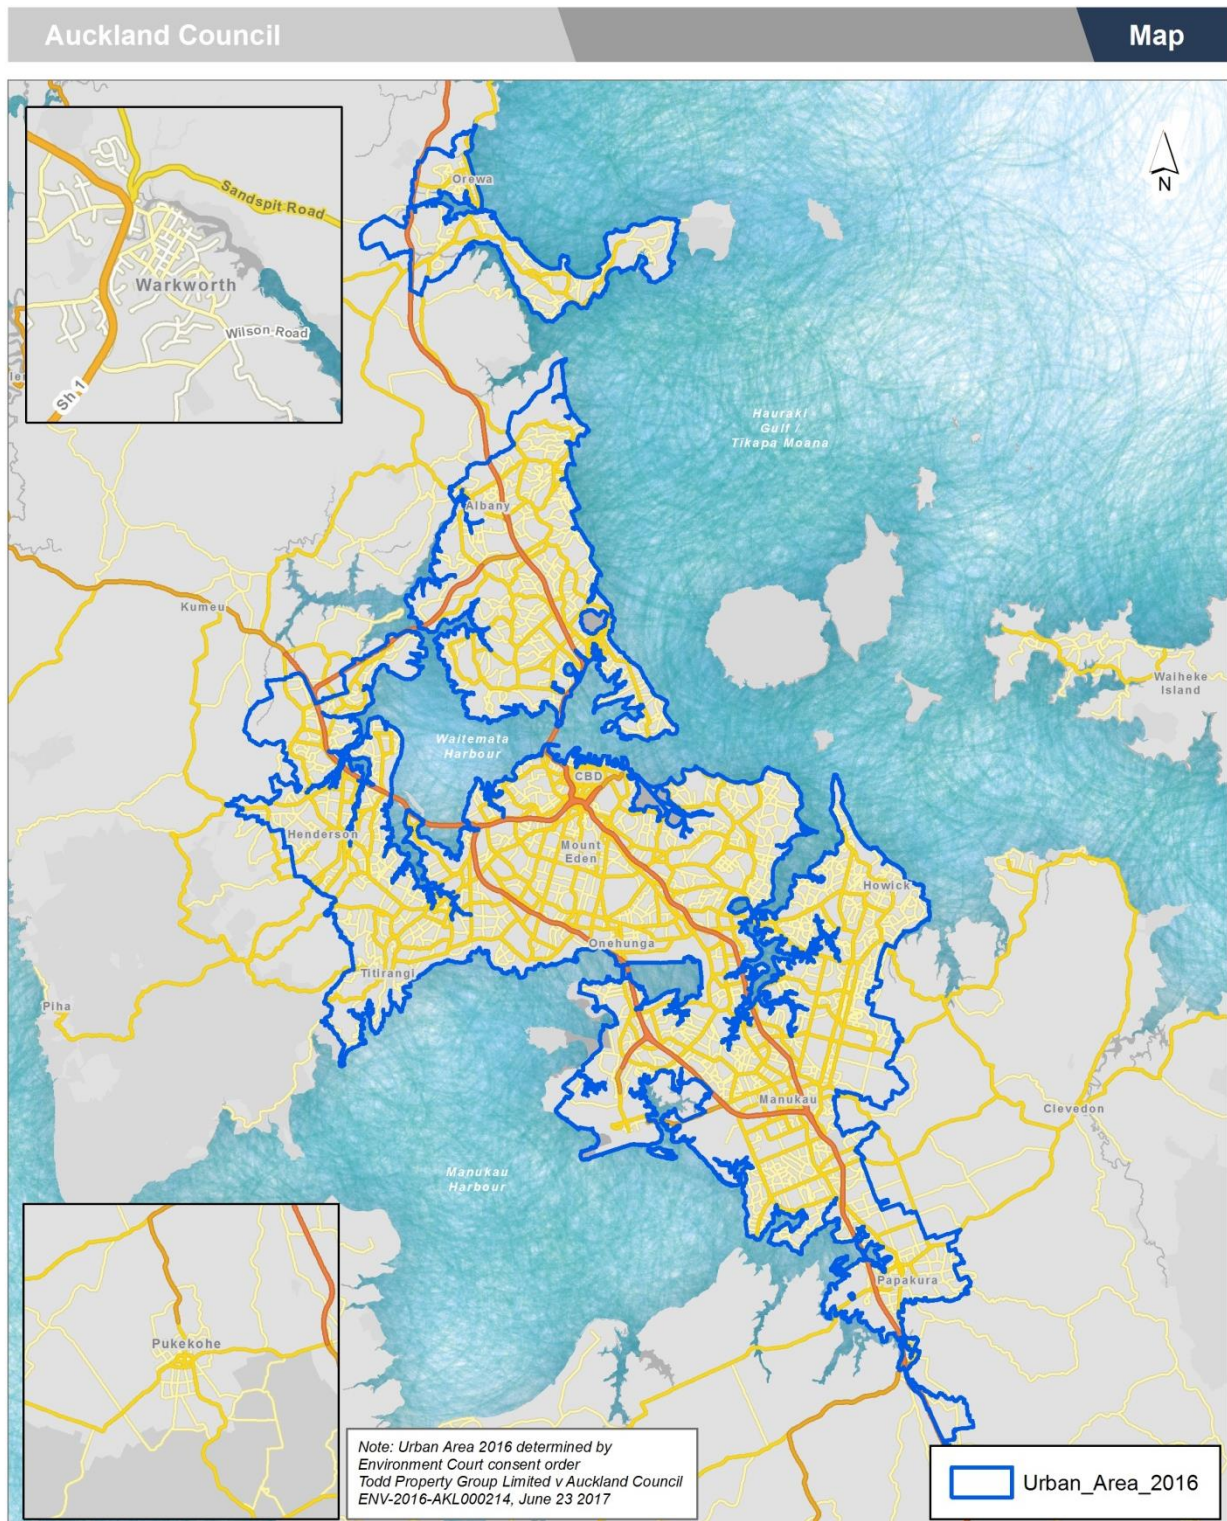 Auckland Council
Map
N
Sandspit Road
Warkworth
Wilson Road
Sh 1
Orewa
Hauraki
Gulf /
Tikapa Moana
Albany
Kumeu
Waiheke
Island
Waitemata
Harbour
CBD
Henderson
Mount
Eden
Howick
Onehunga
Titirangi
Piha
Manukau
Clevedon
Manukau
Harbour
Papakura
Pukekohe
Note: Urban Area 2016 determined by
Environment Court consent order
Todd Property Group Limited v Auckland Council
ENV-2016-AKL000214, June 23 2017
Urban_Area_2016